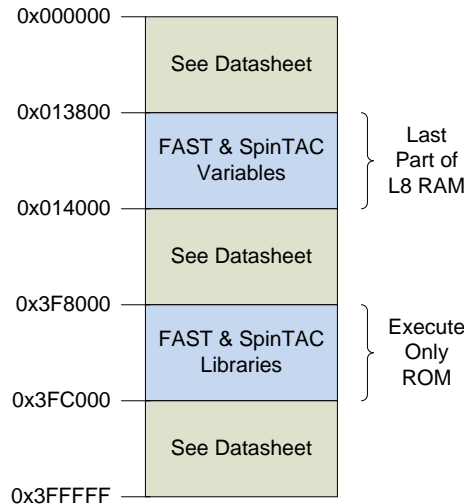 0x000000
See Datasheet
0x013800
FAST & SpinTAC
Variables
Last
Part of
L8 RAM
0x014000
See Datasheet
0x3F8000
FAST & SpinTAC
Libraries
Execute
Only
ROM
0x3FC000
See Datasheet
0x3FFFFF